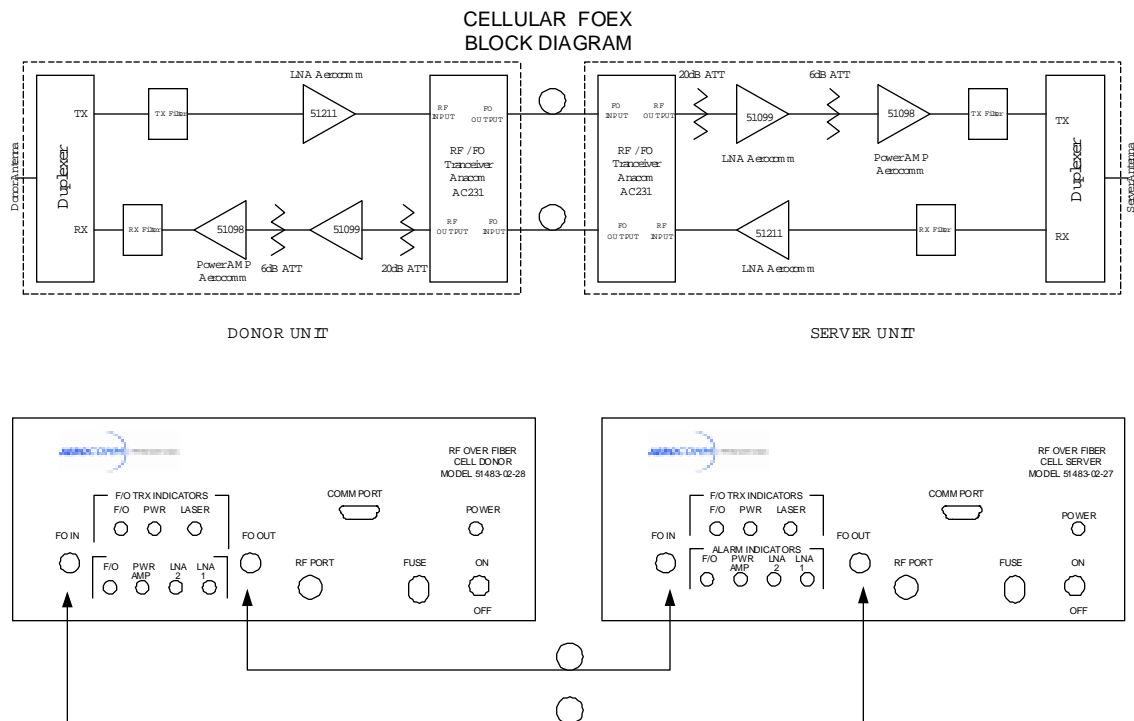 CELLULAR FOEX
BLOCK DIAGRAM
LNA Aerocomm
TX
TX Filter
51211
RF INPUT
FO OUTPUT
RF/FO
Tranceiver
Anacom
AC231
RF OUTPUT
FO INPUT
Donor Antenna
Duplexer
RX
RX Filter
51098
51099
PowerAMP
Aerocomm
6dB ATT
20dB ATT
20dB ATT
6dB ATT
FO INPUT
RF OUTPUT
51099
51098
TX Filter
TX
RF/FO
Tranceiver
Anacom
AC231
LNA Aerocomm
PowerAMP
Aerocomm
Duplexer
Server Antenna
FO OUTPUT
RF INPUT
51211
RX Filter
RX
LNA Aerocomm
DONOR UNIT
SERVER UNIT
RF OVER FIBER
CELL DONOR
MODEL 51483-02-28
F/O TRX INDICATORS
F/O PWR LASER
COMM PORT
POWER
FO IN
FO OUT
F/O PWR AMP LNA 2 LNA 1
RF PORT
FUSE
ON
OFF
RF OVER FIBER
CELL SERVER
MODEL 51483-02-27
F/O TRX INDICATORS
F/O PWR LASER
COMM PORT
POWER
FO IN
ALARM INDICATORS
FO OUT
F/O PWR AMP LNA 2 LNA 1
RF PORT
FUSE
ON
OFF